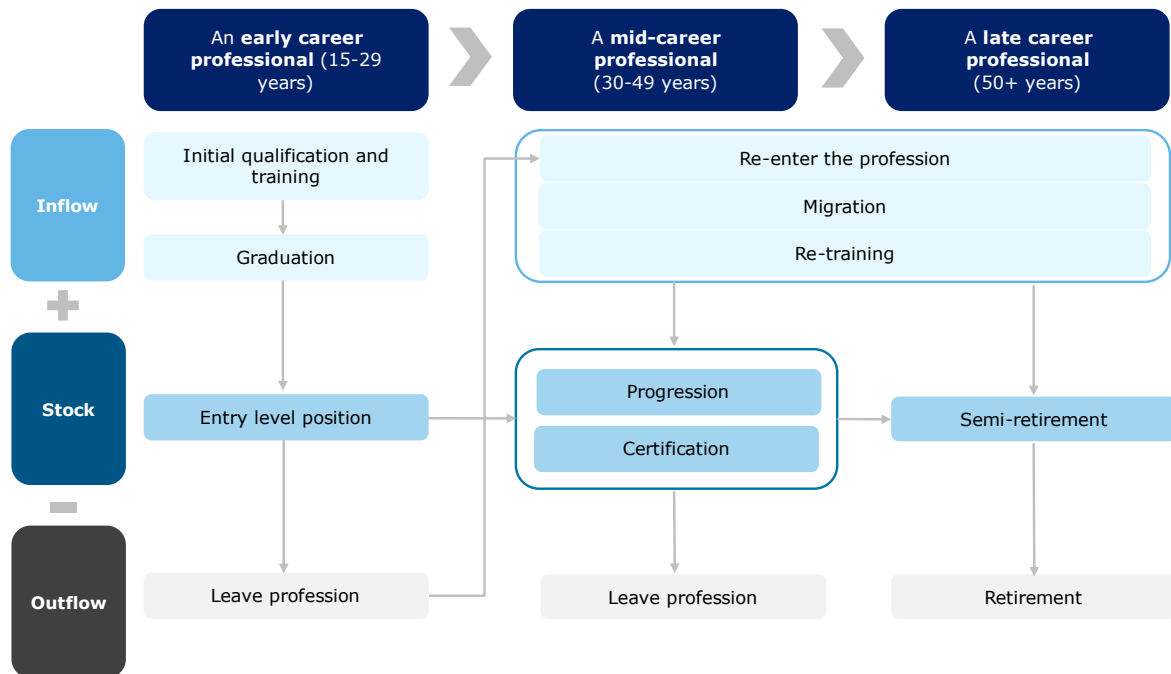 An early career
professional (15-29
years)
A mid-career
professional
(30-49 years)
A late career
professional
(50+ years)
Inflow
Initial qualification and
training
Graduation
Re-enter the profession
Migration
Re-training
Stock
Entry level position
Progression
Certification
Semi-retirement
Outflow
Leave profession
Leave profession
Retirement